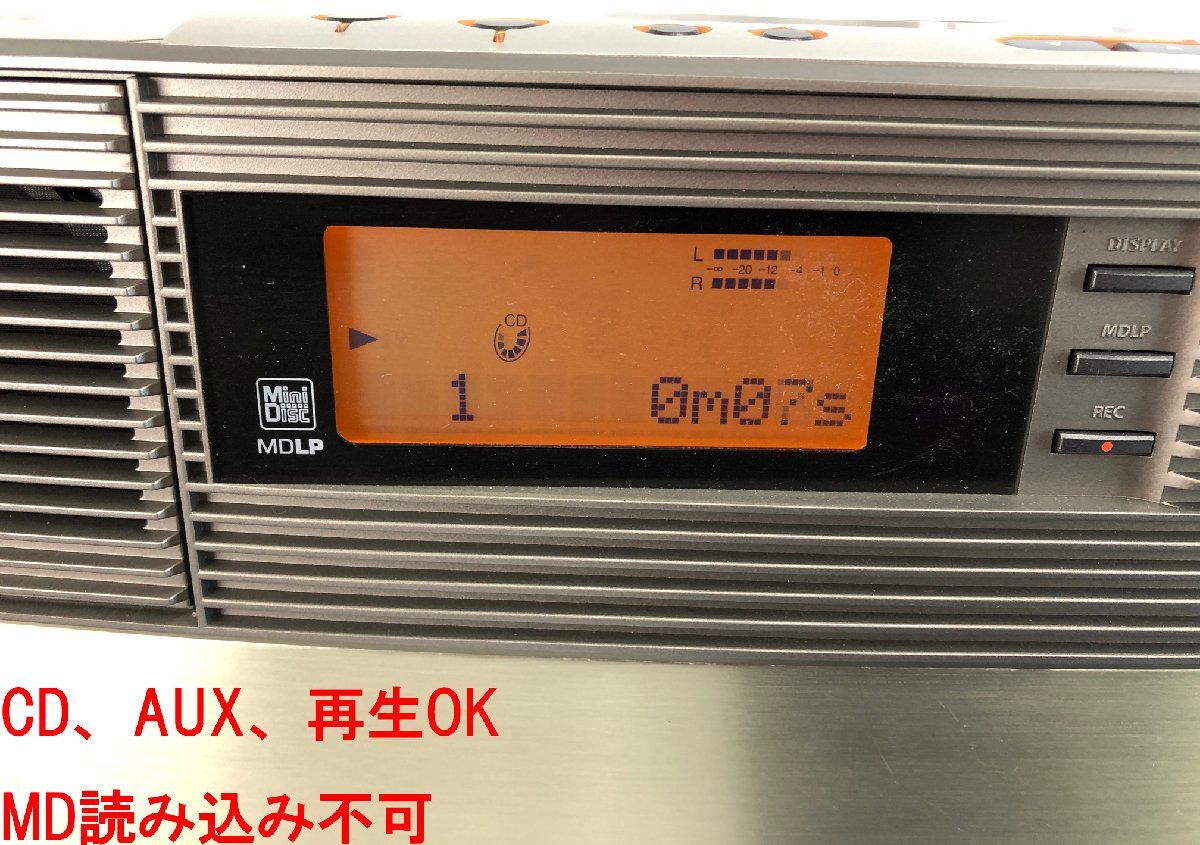 L
-∞ -20 -12 -4 -1 0
R
CD
1 0m07s
Mini Disc
MDLP
DISPLAY
MDLP
REC
CD、AUX、再生OK
MD読み込み不可